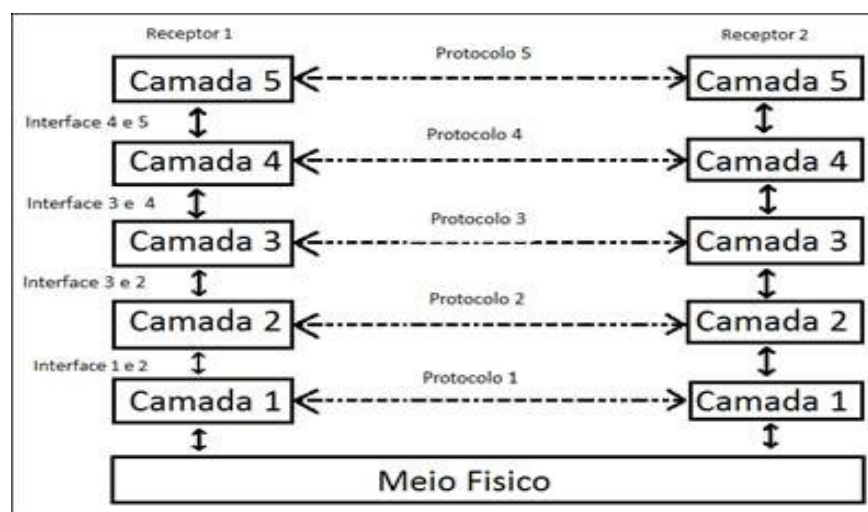 Receptor 1
Receptor 2
Protocolo 5
Camada 5
Camada 5
Interface 4 e 5
Protocolo 4
Camada 4
Camada 4
Interface 3 e 4
Protocolo 3
Camada 3
Camada 3
Interface 3 e 2
Protocolo 2
Camada 2
Camada 2
Interface 1 e 2
Protocolo 1
Camada 1
Camada 1
Meio Fisico